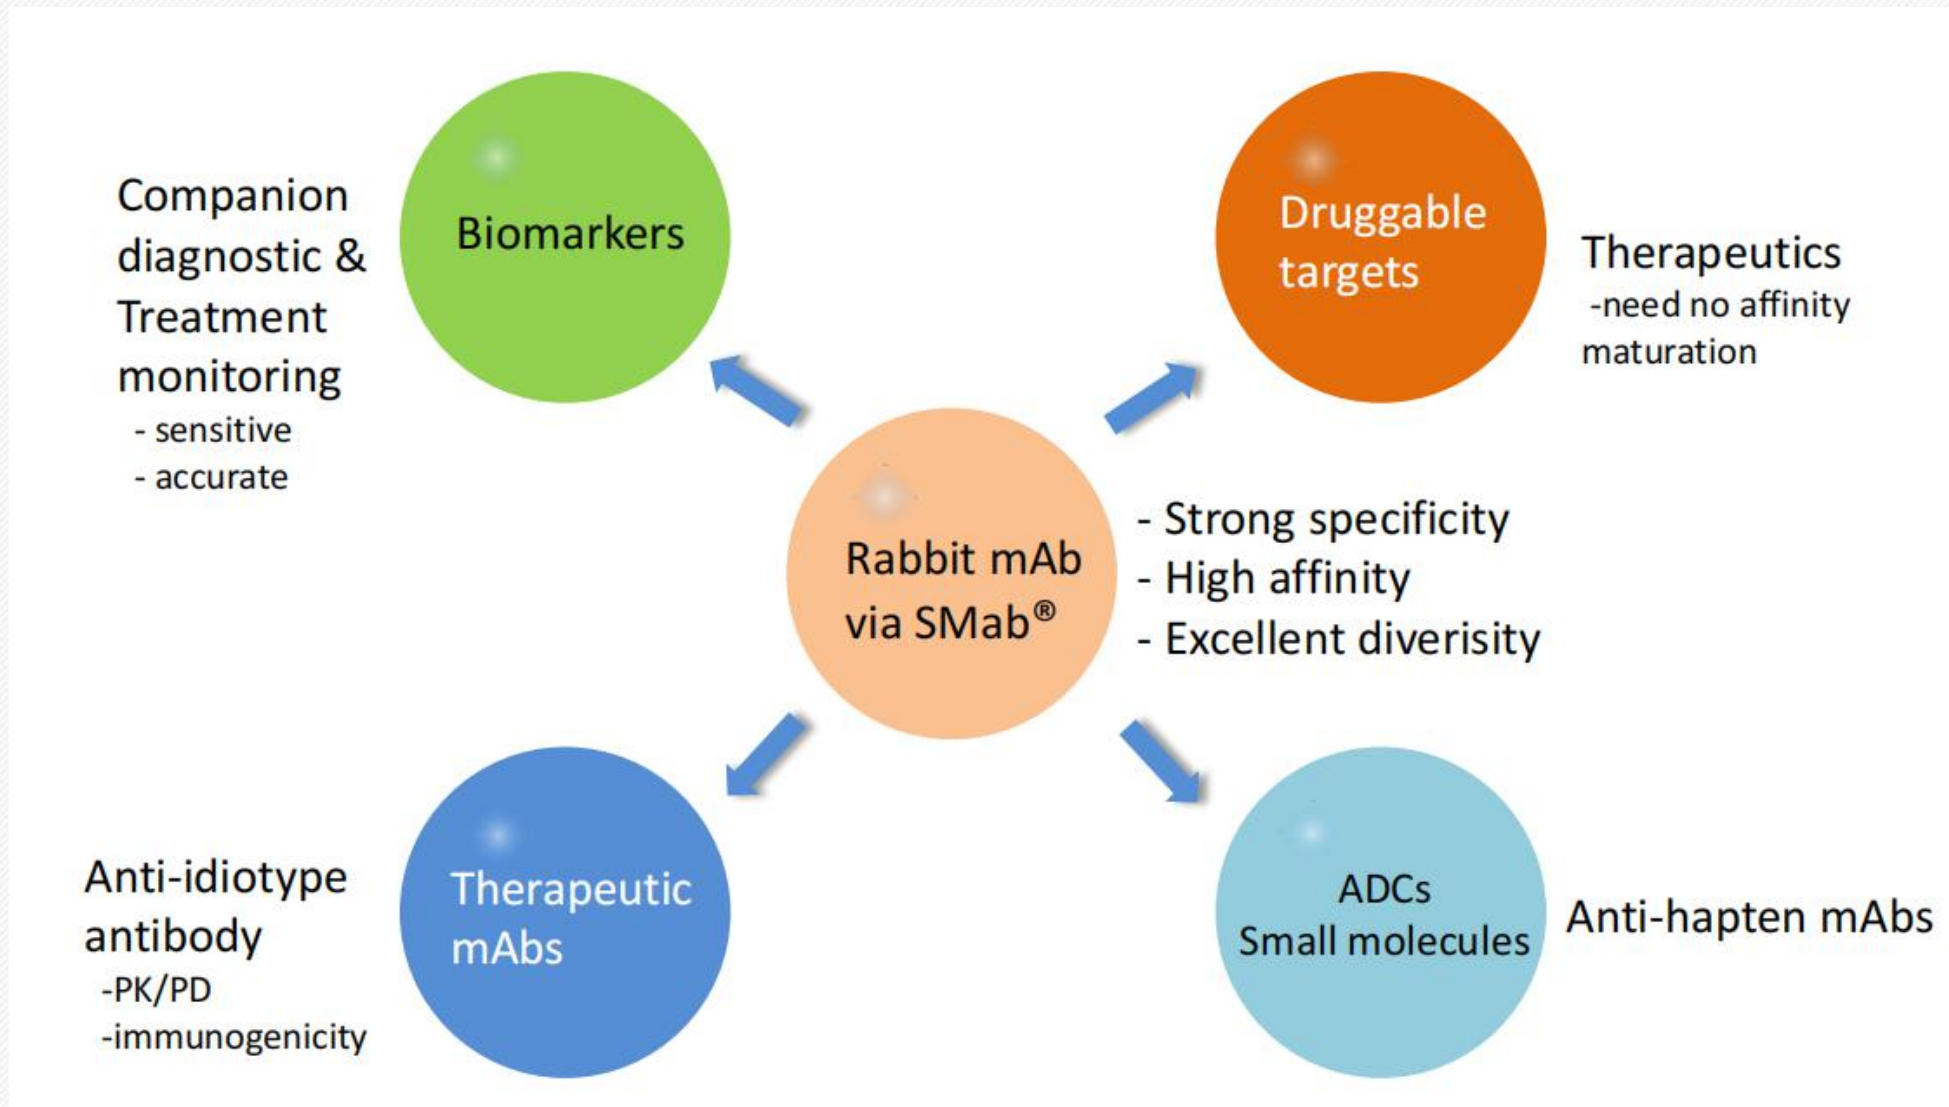 Companion
diagnostic &
Treatment
monitoring
- sensitive
- accurate
Biomarkers
Druggable
targets
Therapeutics
-need no affinity
maturation
Rabbit mAb
via SMab®
- Strong specificity
- High affinity
- Excellent diverisity
Anti-idiotype
antibody
-PK/PD
-immunogenicity
Therapeutic
mAbs
ADCs
Small molecules
Anti-hapten mAbs